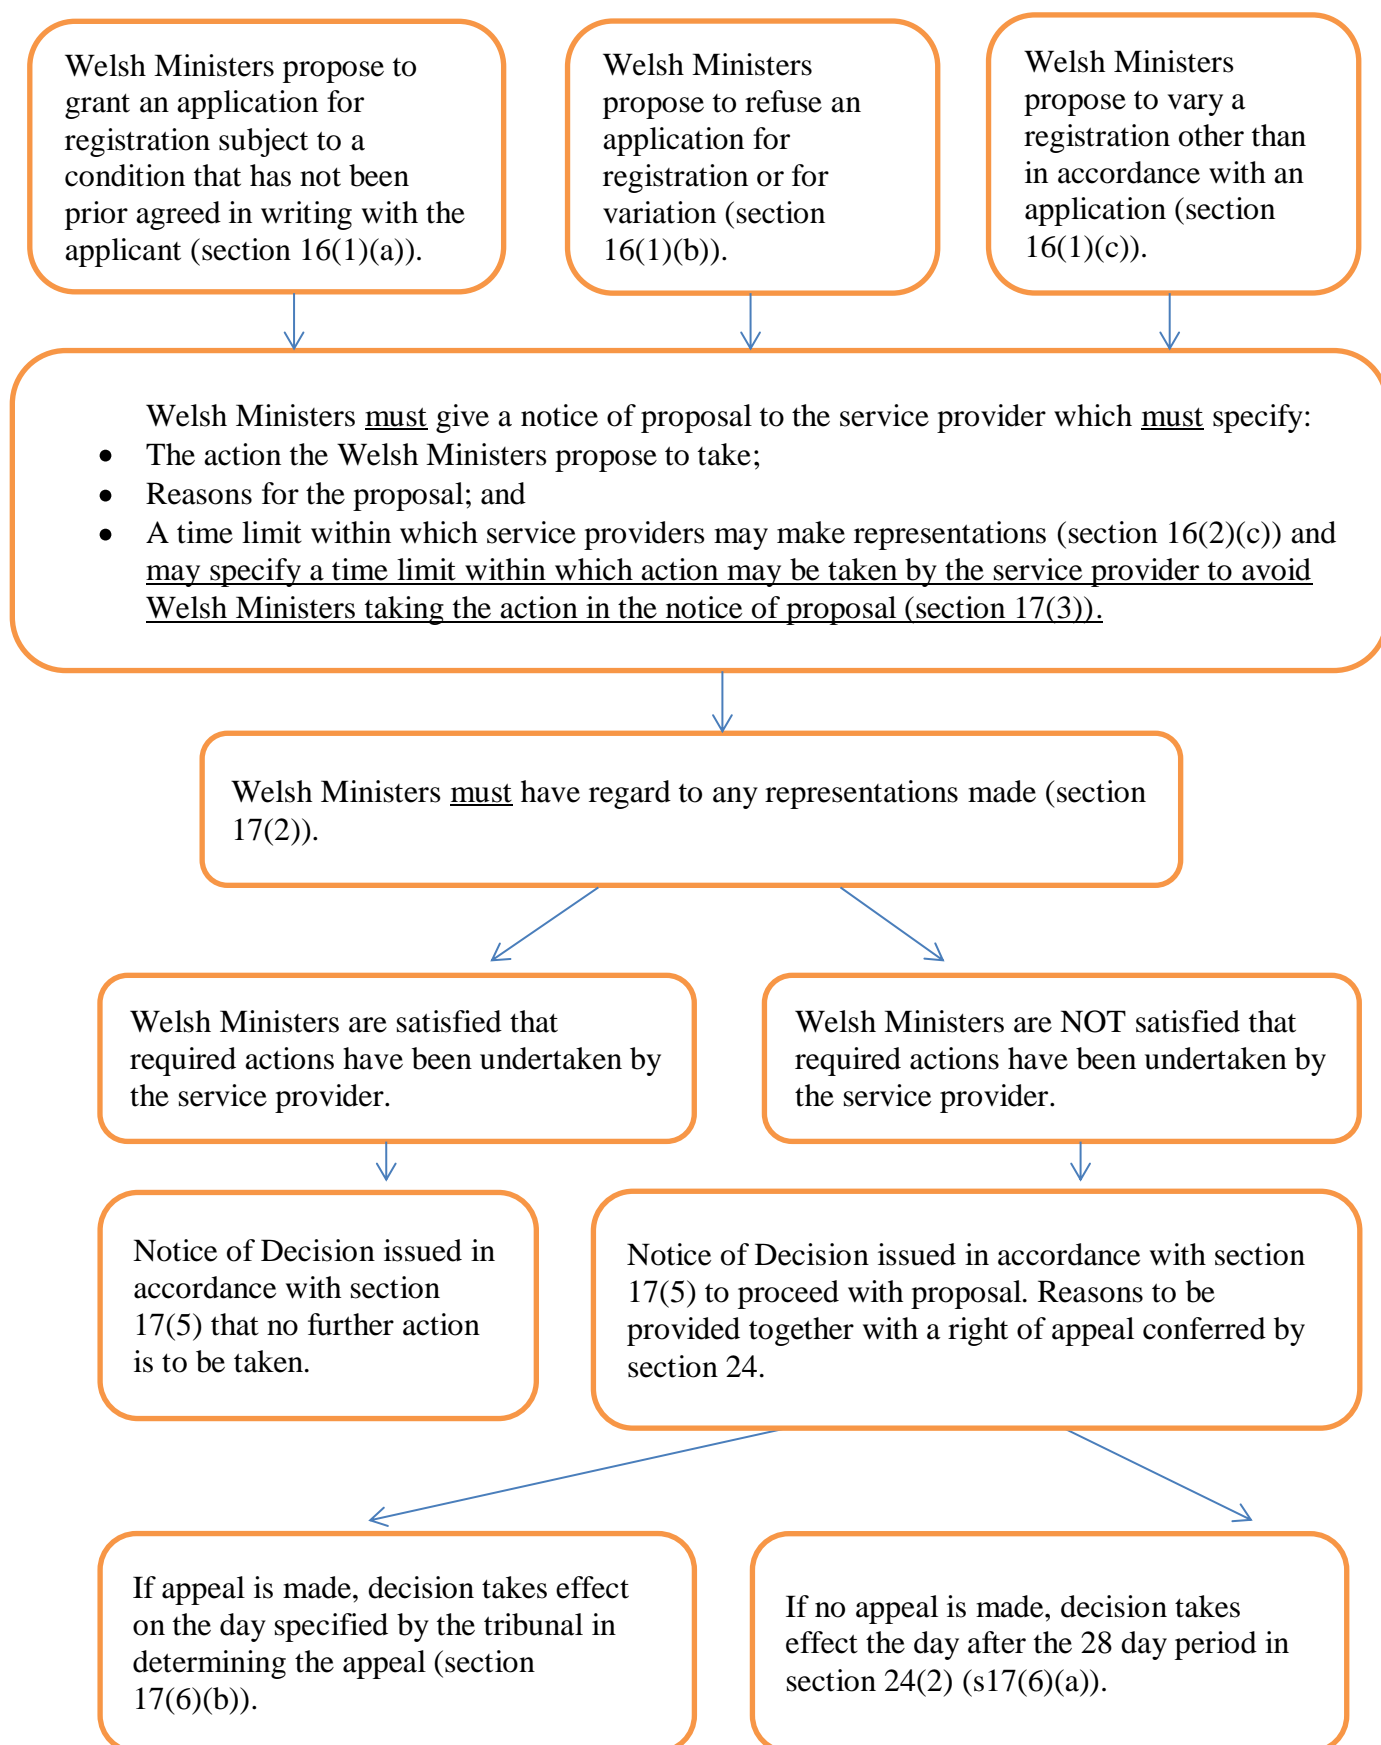 Welsh Ministers propose to
grant an application for
registration subject to a
condition that has not been
prior agreed in writing with the
applicant (section 16(1)(a)).
Welsh Ministers
propose to refuse an
application for
registration or for
variation (section
16(1)(b)).
Welsh Ministers
propose to vary a
registration other than
in accordance with an
application (section
16(1)(c)).
Welsh Ministers must give a notice of proposal to the service provider which must specify:
• The action the Welsh Ministers propose to take;
• Reasons for the proposal; and
• A time limit within which service providers may make representations (section 16(2)(c)) and
may specify a time limit within which action may be taken by the service provider to avoid
Welsh Ministers taking the action in the notice of proposal (section 17(3)).
Welsh Ministers must have regard to any representations made (section
17(2)).
Welsh Ministers are satisfied that
required actions have been undertaken by
the service provider.
Welsh Ministers are NOT satisfied that
required actions have been undertaken by
the service provider.
Notice of Decision issued in
accordance with section
17(5) that no further action
is to be taken.
Notice of Decision issued in accordance with section
17(5) to proceed with proposal. Reasons to be
provided together with a right of appeal conferred by
section 24.
If appeal is made, decision takes effect
on the day specified by the tribunal in
determining the appeal (section
17(6)(b)).
If no appeal is made, decision takes
effect the day after the 28 day period in
section 24(2) (s17(6)(a)).